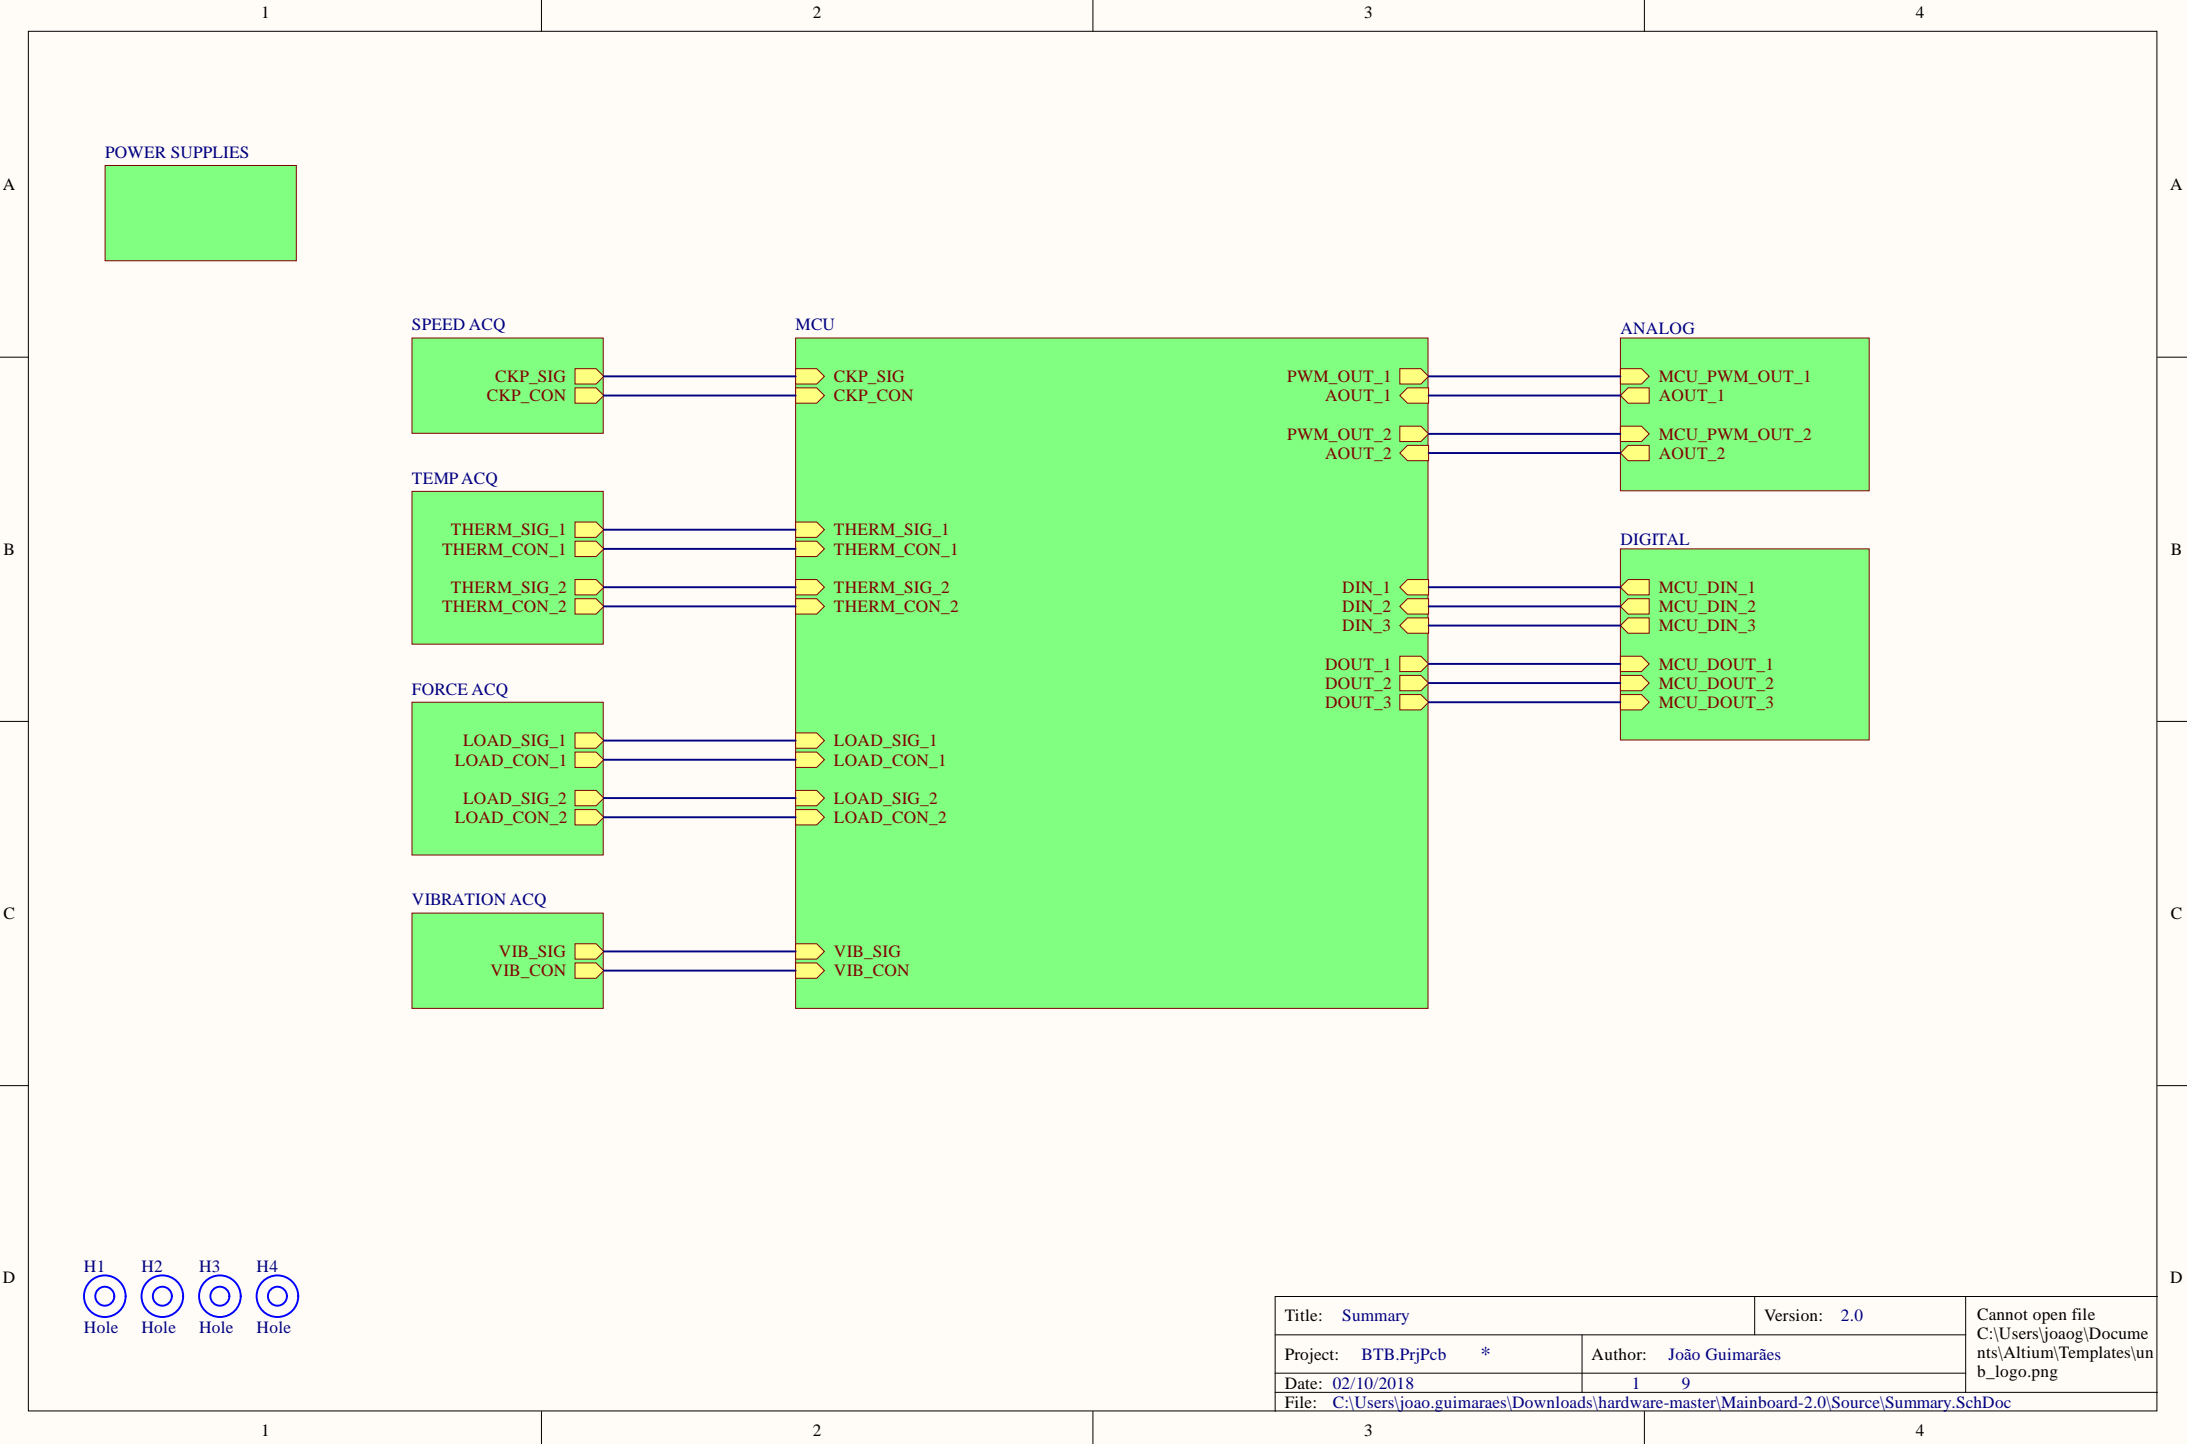 1 2 3 4
A A
POWER SUPPLIES
SPEED ACQ
CKP_SIG
CKP_CON
TEMP ACQ
THERM_SIG_1
THERM_CON_1
THERM_SIG_2
THERM_CON_2
FORCE ACQ
LOAD_SIG_1
LOAD_CON_1
LOAD_SIG_2
LOAD_CON_2
VIBRATION ACQ
VIB_SIG
VIB_CON
MCU
CKP_SIG
CKP_CON
THERM_SIG_1
THERM_CON_1
THERM_SIG_2
THERM_CON_2
LOAD_SIG_1
LOAD_CON_1
LOAD_SIG_2
LOAD_CON_2
VIB_SIG
VIB_CON
PWM_OUT_1
AOUT_1
PWM_OUT_2
AOUT_2
DIN_1
DIN_2
DIN_3
DOUT_1
DOUT_2
DOUT_3
ANALOG
MCU_PWM_OUT_1
AOUT_1
MCU_PWM_OUT_2
AOUT_2
DIGITAL
MCU_DIN_1
MCU_DIN_2
MCU_DIN_3
MCU_DOUT_1
MCU_DOUT_2
MCU_DOUT_3
B B
C C
D D
H1 H2 H3 H4
Hole Hole Hole Hole
Title: Summary
Version: 2.0
Project: BTB.PrjPcb *
Author: João Guimarães
Date: 02/10/2018
1 9
File: C:\Users\joao.guimaraes\Downloads\hardware-master\Mainboard-2.0\Source\Summary.SchDoc
Cannot open file
C:\Users\joaog\Docume
nts\Altium\Templates\un
b_logo.png
1 2 3 4